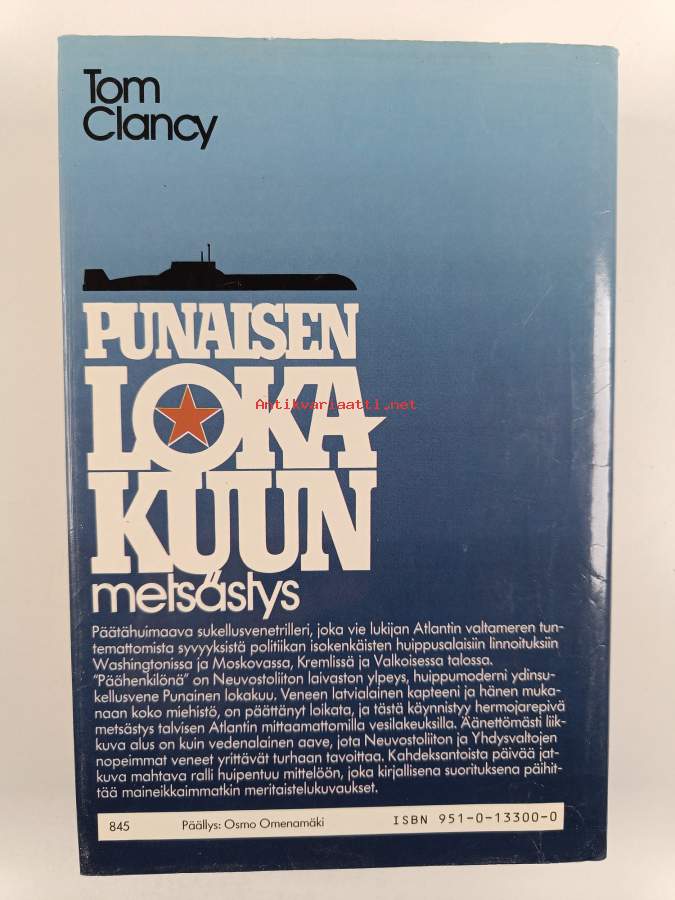 Tom
Clancy
PUNAISEN
LOKA
Antikvariaatti.net
KUUN
metsästys
Päätähuimaava sukellusvenetrilleri, joka vie lukijan Atlantin valtameren tun-
temattomista syvyyksistä politiikan isokenkäisten huippusalaisiin linnoituksiin
Washingtonissa ja Moskovassa, Kremlissä ja Valkoisessa talossa.
"Päähenkilönä" on Neuvostoliiton laivaston ylpeys, huippumoderni ydinsu-
kellusvene Punainen lokakuu. Veneen latvialainen kapteeni ja hänen muka-
naan koko miehistö, on päättänyt loikata, ja tästä käynnistyy hermojarepivä
metsästys talvisen Atlantin mittaamattomilla vesilakeuksilla. Äänettömästi liik-
kuva alus on kuin vedenalainen aave, jota Neuvostoliiton ja Yhdysvaltojen
nopeimmat veneet yrittävät turhaan tavoittaa. Kahdeksantoista päivää jat-
kuva mahtava ralli huipentuu mittelöön, joka kirjallisena suorituksena päihit-
tää maineikkaimmatkin meritaistelukuvaukset.
845 Päällys: Osmo Omenamäki ISBN 951-0-13300-0